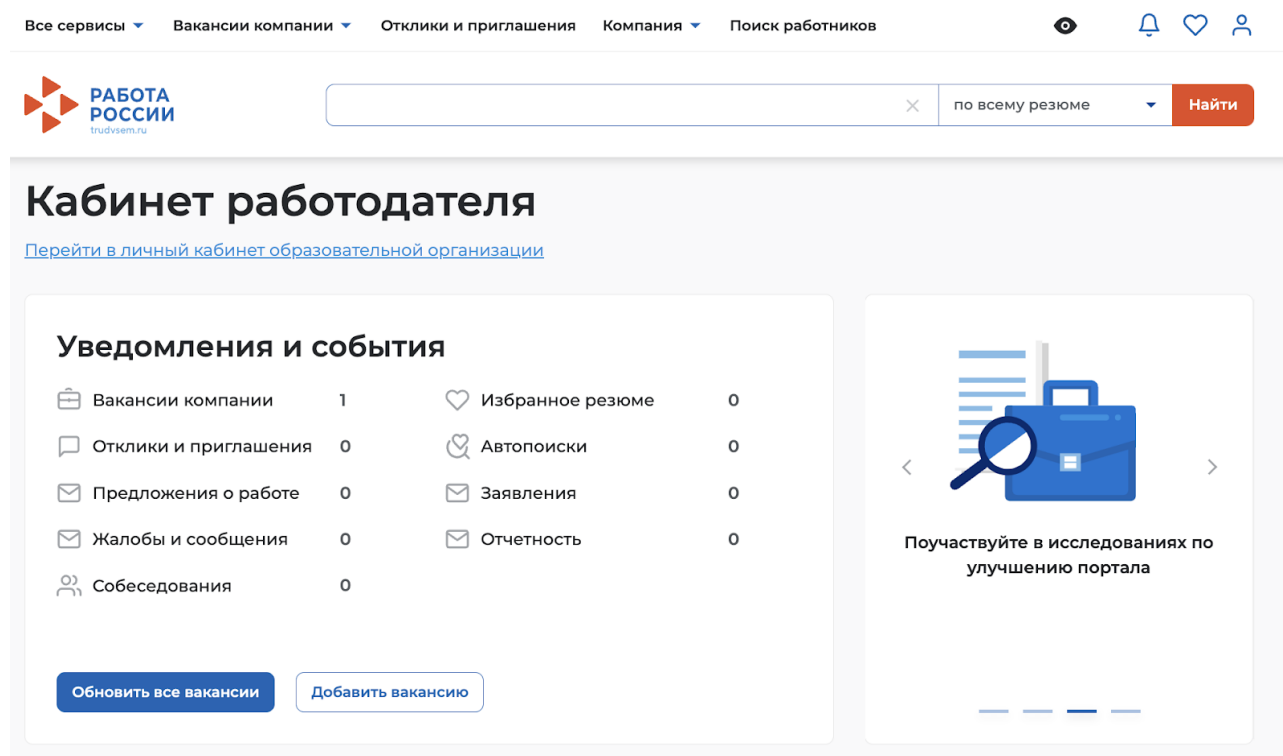 Все сервисы Вакансии компании Отклики и приглашения Компания Поиск работников
РАБОТА
РОССИИ
trudvsem.ru
по всему резюме Найти
Кабинет работодателя
Перейти в личный кабинет образовательной организации
Уведомления и события
Вакансии компании 1 Избранное резюме 0
Отклики и приглашения 0 Автопоиски 0
Предложения о работе 0 Заявления 0
Жалобы и сообщения 0 Отчетность 0
Собеседования 0
Обновить все вакансии Добавить вакансию
Поучаствуйте в исследованиях по
улучшению портала